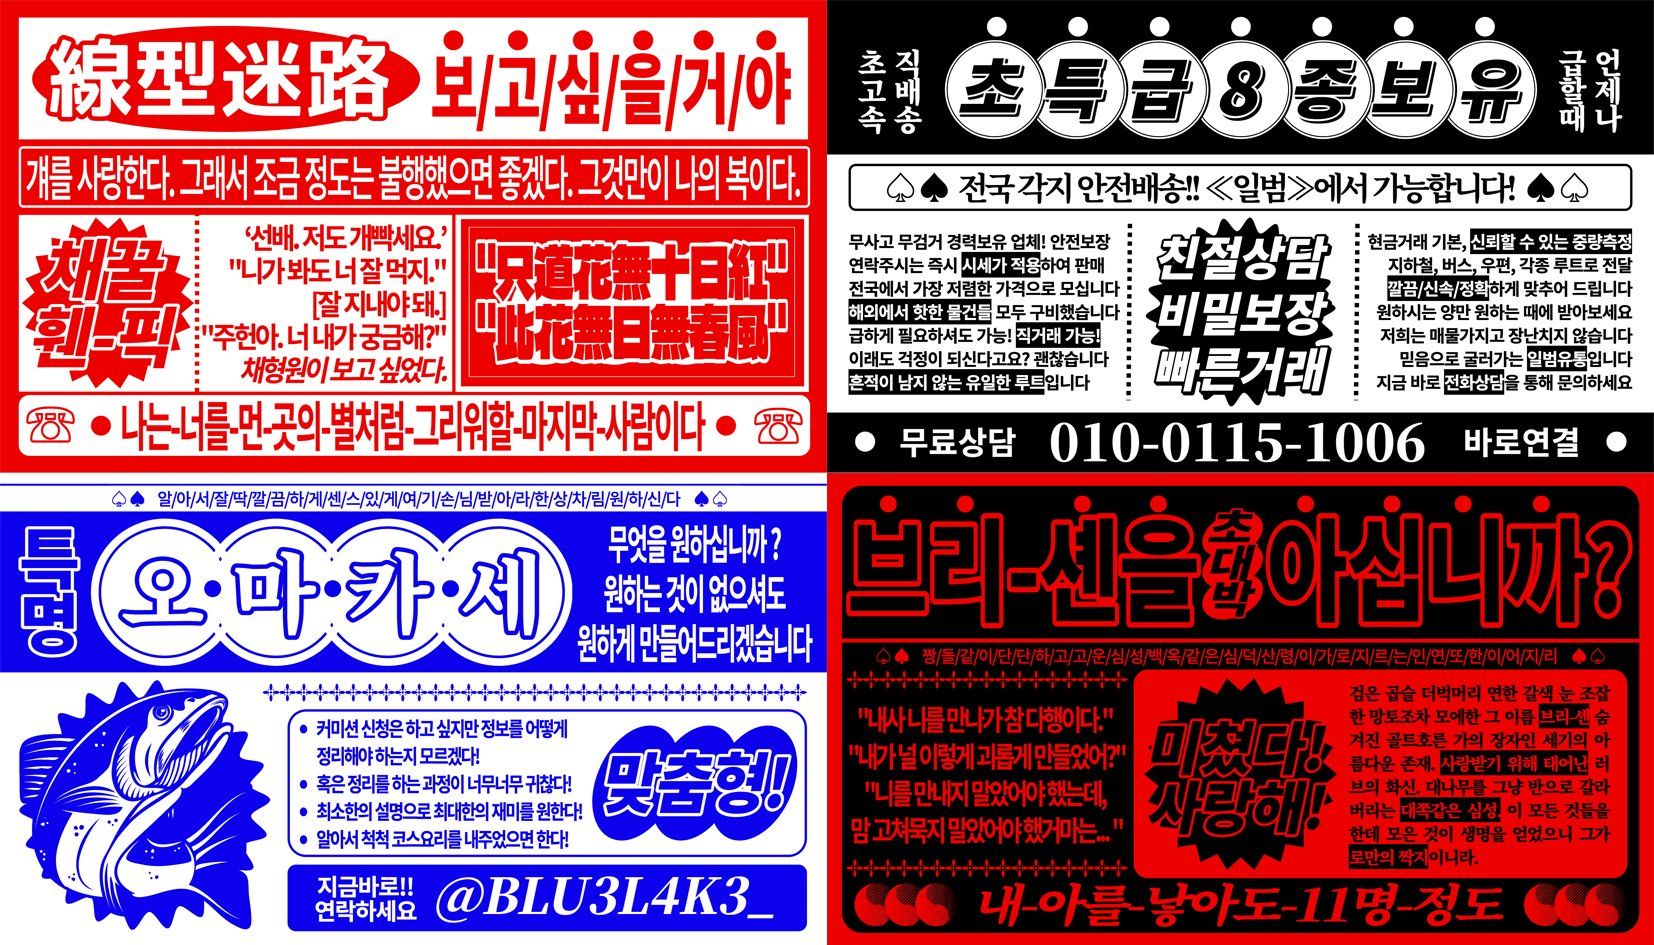 線型迷路
보/고/싶/을/거/야
걔를 사랑한다. 그래서 조금 정도는 불행했으면 좋겠다. 그것만이 나의 복이다.
채꿀
휀-픽
‘선배. 저도 개빡세요.’
"니가 봐도 너 잘 먹지."
[잘 지내야 돼.]
"주헌아. 너 내가 궁금해?"
채형원이 보고 싶었다.
"只道花無十日紅"
"此花無日無春風"
나는-너를-먼-곳의-별처럼-그리워할-마지막-사람이다
초고속
직배송
초특급8종보유
급할때
언제나
전국 각지 안전배송!! ≪일범≫에서 가능합니다!
무사고 무검거 경력보유 업체! 안전보장
연락주시는 즉시 시세가 적용하여 판매
전국에서 가장 저렴한 가격으로 모십니다
해외에서 핫한 물건들 모두 구비했습니다
급하게 필요하셔도 가능! 직거래 가능!
이래도 걱정이 되신다고요? 괜찮습니다
흔적이 남지 않는 유일한 루트입니다
친절상담
비밀보장
빠른거래
현금거래 기본, 신뢰할 수 있는 중량측정
지하철, 버스, 우편, 각종 루트로 전달
깔끔/신속/정확하게 맞추어 드립니다
원하시는 양만 원하는 때에 받아보세요
저희는 매물가지고 장난치지 않습니다
믿음으로 굴러가는 일범유통입니다
지금 바로 전화상담을 통해 문의하세요
무료상담 010-0115-1006 바로연결
알/아/서/잘/딱/깔/끔/하/게/센/스/있/게/여/기/손/님/받/아/라/한/상/차/림/원/하/신/다
특명
오·마·카·세
무엇을 원하십니까?
원하는 것이 없으셔도
원하게 만들어드리겠습니다
커미션 신청은 하고 싶지만 정보를 어떻게
정리해야 하는지 모르겠다!
혹은 정리를 하는 과정이 너무너무 귀찮다!
최소한의 설명으로 최대한의 재미를 원한다!
알아서 척척 코스요리를 내주었으면 한다!
맞춤형!
지금바로!!
연락하세요
@BLU3L4K3_
브리-셴을
초대박
아십니까?
짱/돌/같/이/단/단/하/고/고/운/심/성/백/옥/같/은/심/덕/산/령/이/가/로/지/르/는/인/연/또/한/이/어/지/리
"내사 니를 만나가 참 다행이다."
"내가 널 이렇게 괴롭게 만들었어?"
"니를 만내지 말았어야 했는데,
맘 고쳐묵지 말았어야 했거마는..."
미쳤다!
사랑해!
검은 곱슬 더벅머리 연한 갈색 눈 조잡
한 망토조차 모에한 그 이름 브리-셴 숨
겨진 골트호른 가의 장자인 세기의 아
름다운 존재. 사랑받기 위해 태어난 러
브의 화신. 대나무를 그냥 반으로 갈라
버리는 대쪽같은 심성. 이 모든 것들을
한데 모은 것이 생명을 얻었으니 그가
로만의 짝지이니라.
내-아를-낳아도-11명-정도